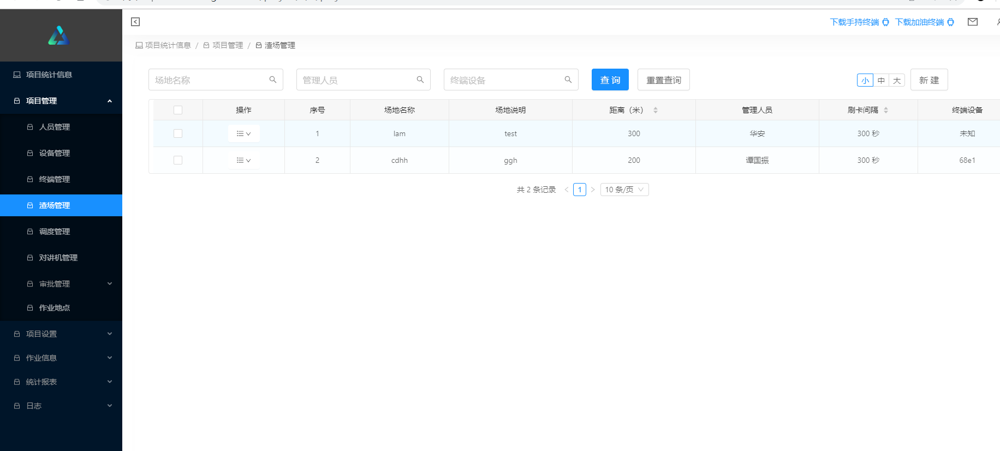 下载手持终端 下载加油终端
项目统计信息 / 项目管理 / 渣场管理
项目统计信息
项目管理
人员管理
设备管理
终端管理
渣场管理
调度管理
对讲机管理
审批管理
作业地点
项目设置
作业信息
统计报表
日志
场地名称 管理人员 终端设备 查 询 重置查询 小 中 大 新 建
操作 序号 场地名称 场地说明 距离（米） 管理人员 刷卡间隔 终端设备
1 lam test 300 华安 300 秒 未知
2 cdhh ggh 200 谭国振 300 秒 68e1
共 2 条记录 < 1 > 10 条/页